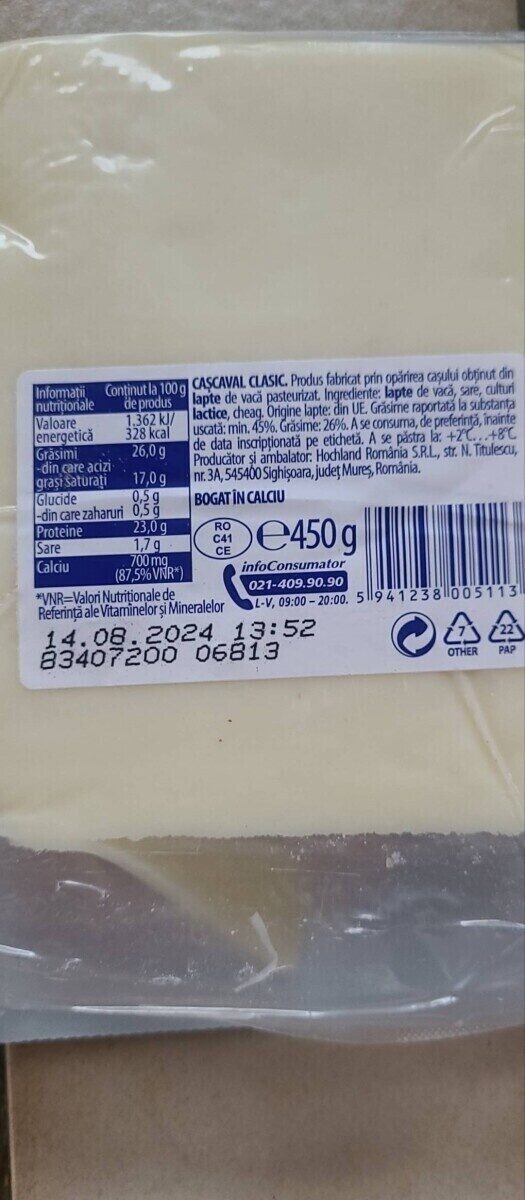 Informații nutriționale
Conținut la 100 g de produs
Valoare energetică
1.362 kJ/
328 kcal
Grăsimi
26,0 g
-din care acizi
grași saturați
17,0 g
Glucide
0,5 g
-din care zaharuri
0,5 g
Proteine
23,0 g
Sare
1,7 g
Calciu
700 mg
(87,5% VNR*)
*VNR=Valori Nutriționale de
Referință ale Vitaminelor și Mineralelor
CAȘCAVAL CLASIC. Produs fabricat prin opărirea cașului obținut din
lapte de vacă pasteurizat. Ingrediente: lapte de vacă, sare, culturi
lactice, cheag. Origine lapte: din UE. Grăsime raportată la substanța
uscată: min. 45%. Grăsime: 26%. A se consuma, de preferință, înainte
de data inscripționată pe etichetă. A se păstra la: +2°C...+8°C.
Producător și ambalator: Hochland România S.R.L., str. N. Titulescu,
nr. 3A, 545400 Sighișoara, județ Mureș, România.
BOGAT ÎN CALCIU
RO
C41
CE
e450 g
infoConsumator
021-409.90.90
L-V, 09:00 – 20:00.
5 941238 005113
14.08.2024 13:52
83407200 06813
7
OTHER
22
PAP